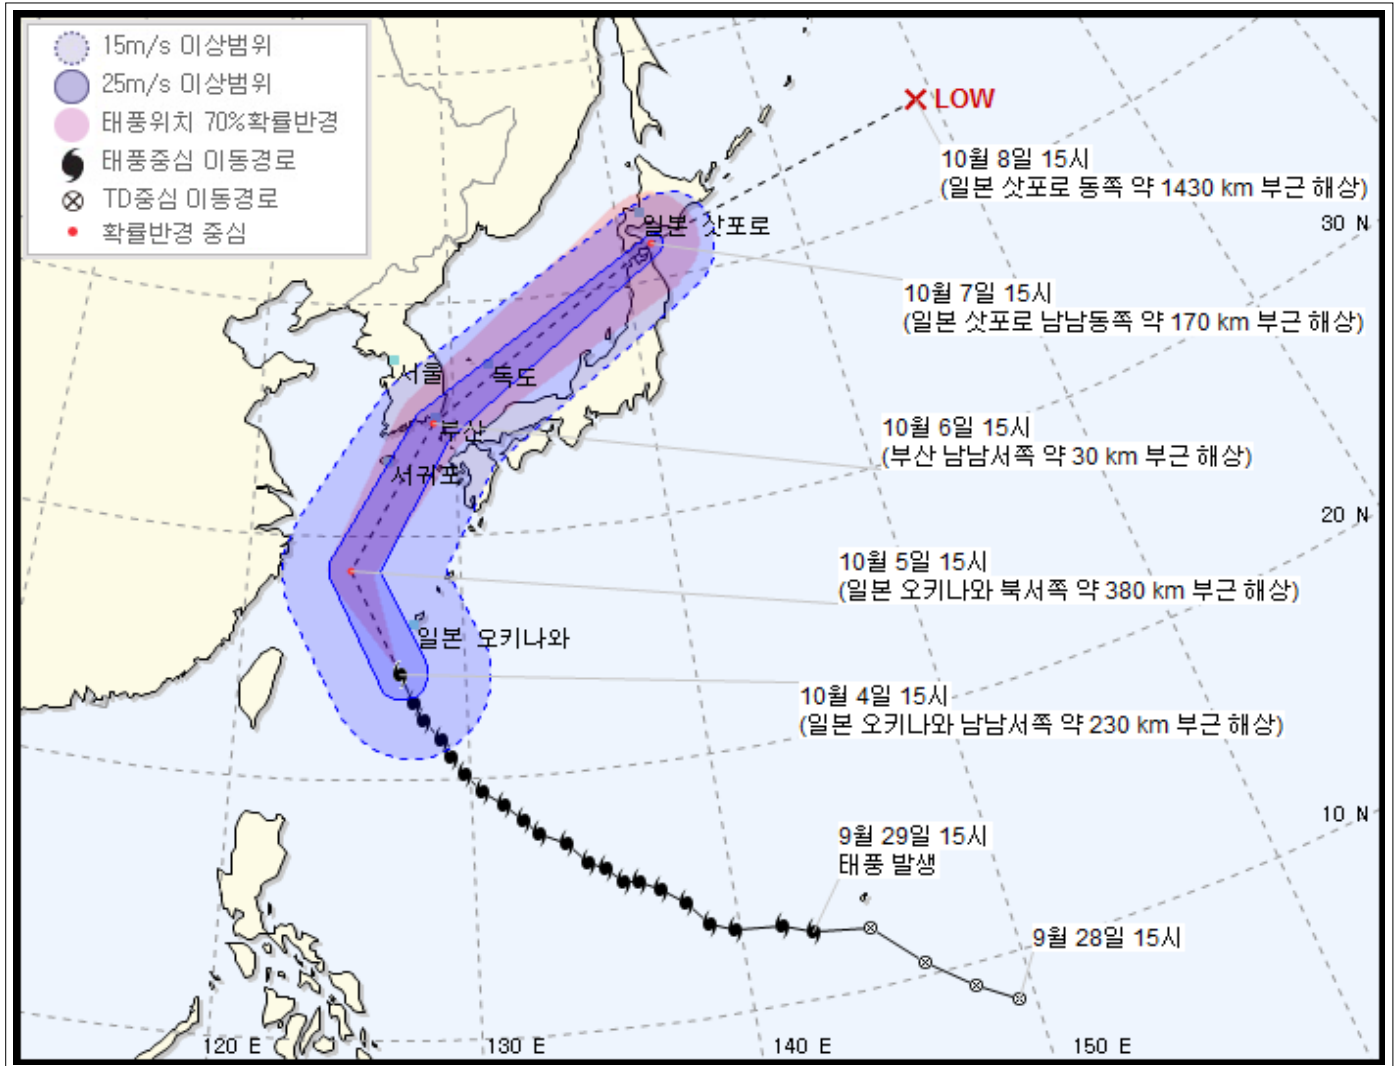 15m/s 이상범위
25m/s 이상범위
태풍위치 70%확률반경
태풍중심 이동경로
TD중심 이동경로
확률반경 중심
LOW
10월 8일 15시
(일본 삿포로 동쪽 약 1430 km 부근 해상)
30 N
일본 삿포로
10월 7일 15시
(일본 삿포로 남남동쪽 약 170 km 부근 해상)
서울
독도
부산
10월 6일 15시
(부산 남남서쪽 약 30 km 부근 해상)
서귀포
20 N
10월 5일 15시
(일본 오키나와 북서쪽 약 380 km 부근 해상)
일본 오키나와
10월 4일 15시
(일본 오키나와 남남서쪽 약 230 km 부근 해상)
10 N
9월 29일 15시
태풍 발생
9월 28일 15시
120 E
130 E
140 E
150 E